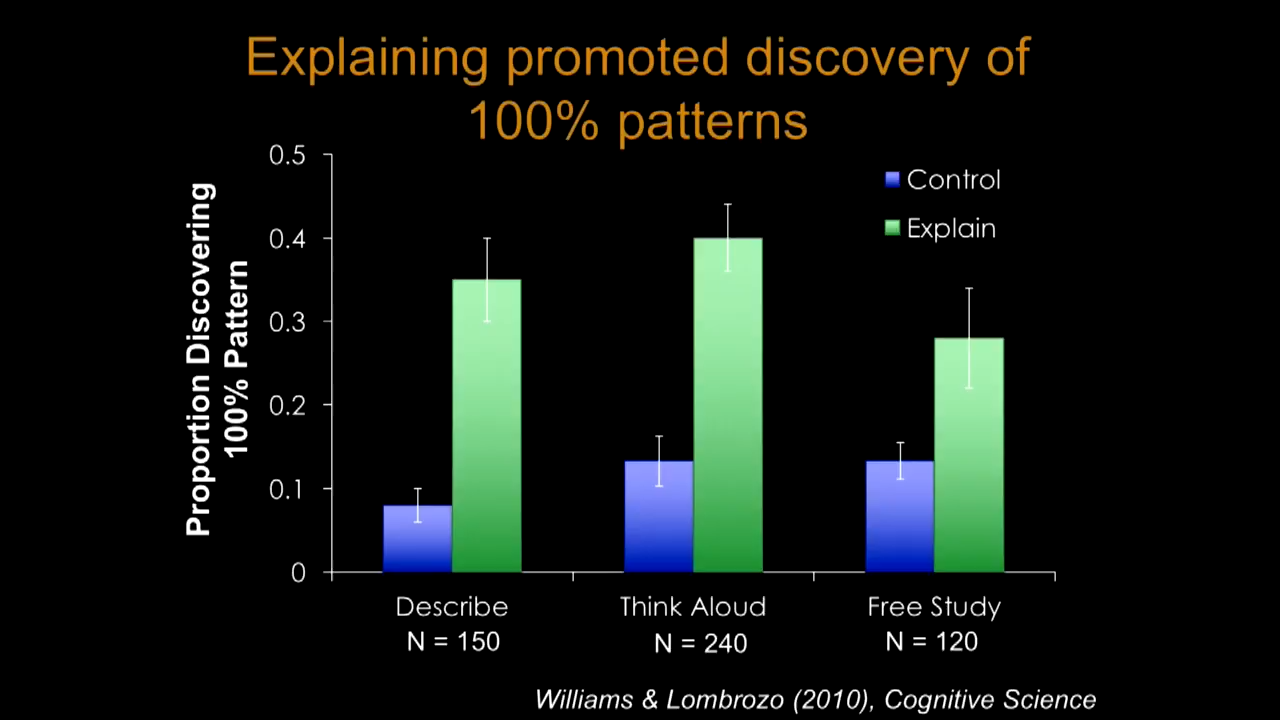 Explaining promoted discovery of
100% patterns
Proportion Discovering
100% Pattern
0.5
0.4
0.3
0.2
0.1
0
Control
Explain
Describe
N = 150
Think Aloud
N = 240
Free Study
N = 120
Williams & Lombrozo (2010), Cognitive Science